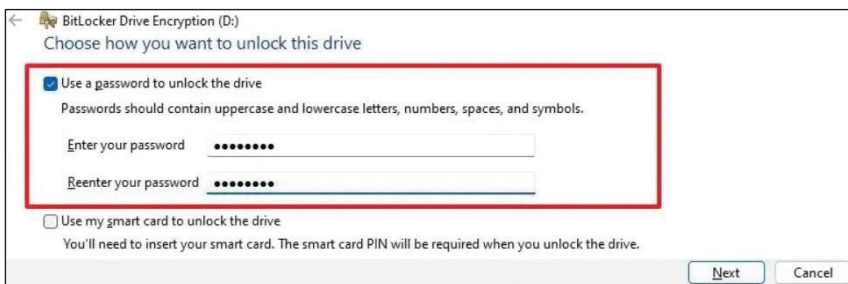 BitLocker Drive Encryption (D:)
Choose how you want to unlock this drive
Use a password to unlock the drive
Passwords should contain uppercase and lowercase letters, numbers, spaces, and symbols.
Enter your password ●●●●●●●●
Reenter your password ●●●●●●●●
Use my smart card to unlock the drive
You'll need to insert your smart card. The smart card PIN will be required when you unlock the drive.
Next Cancel